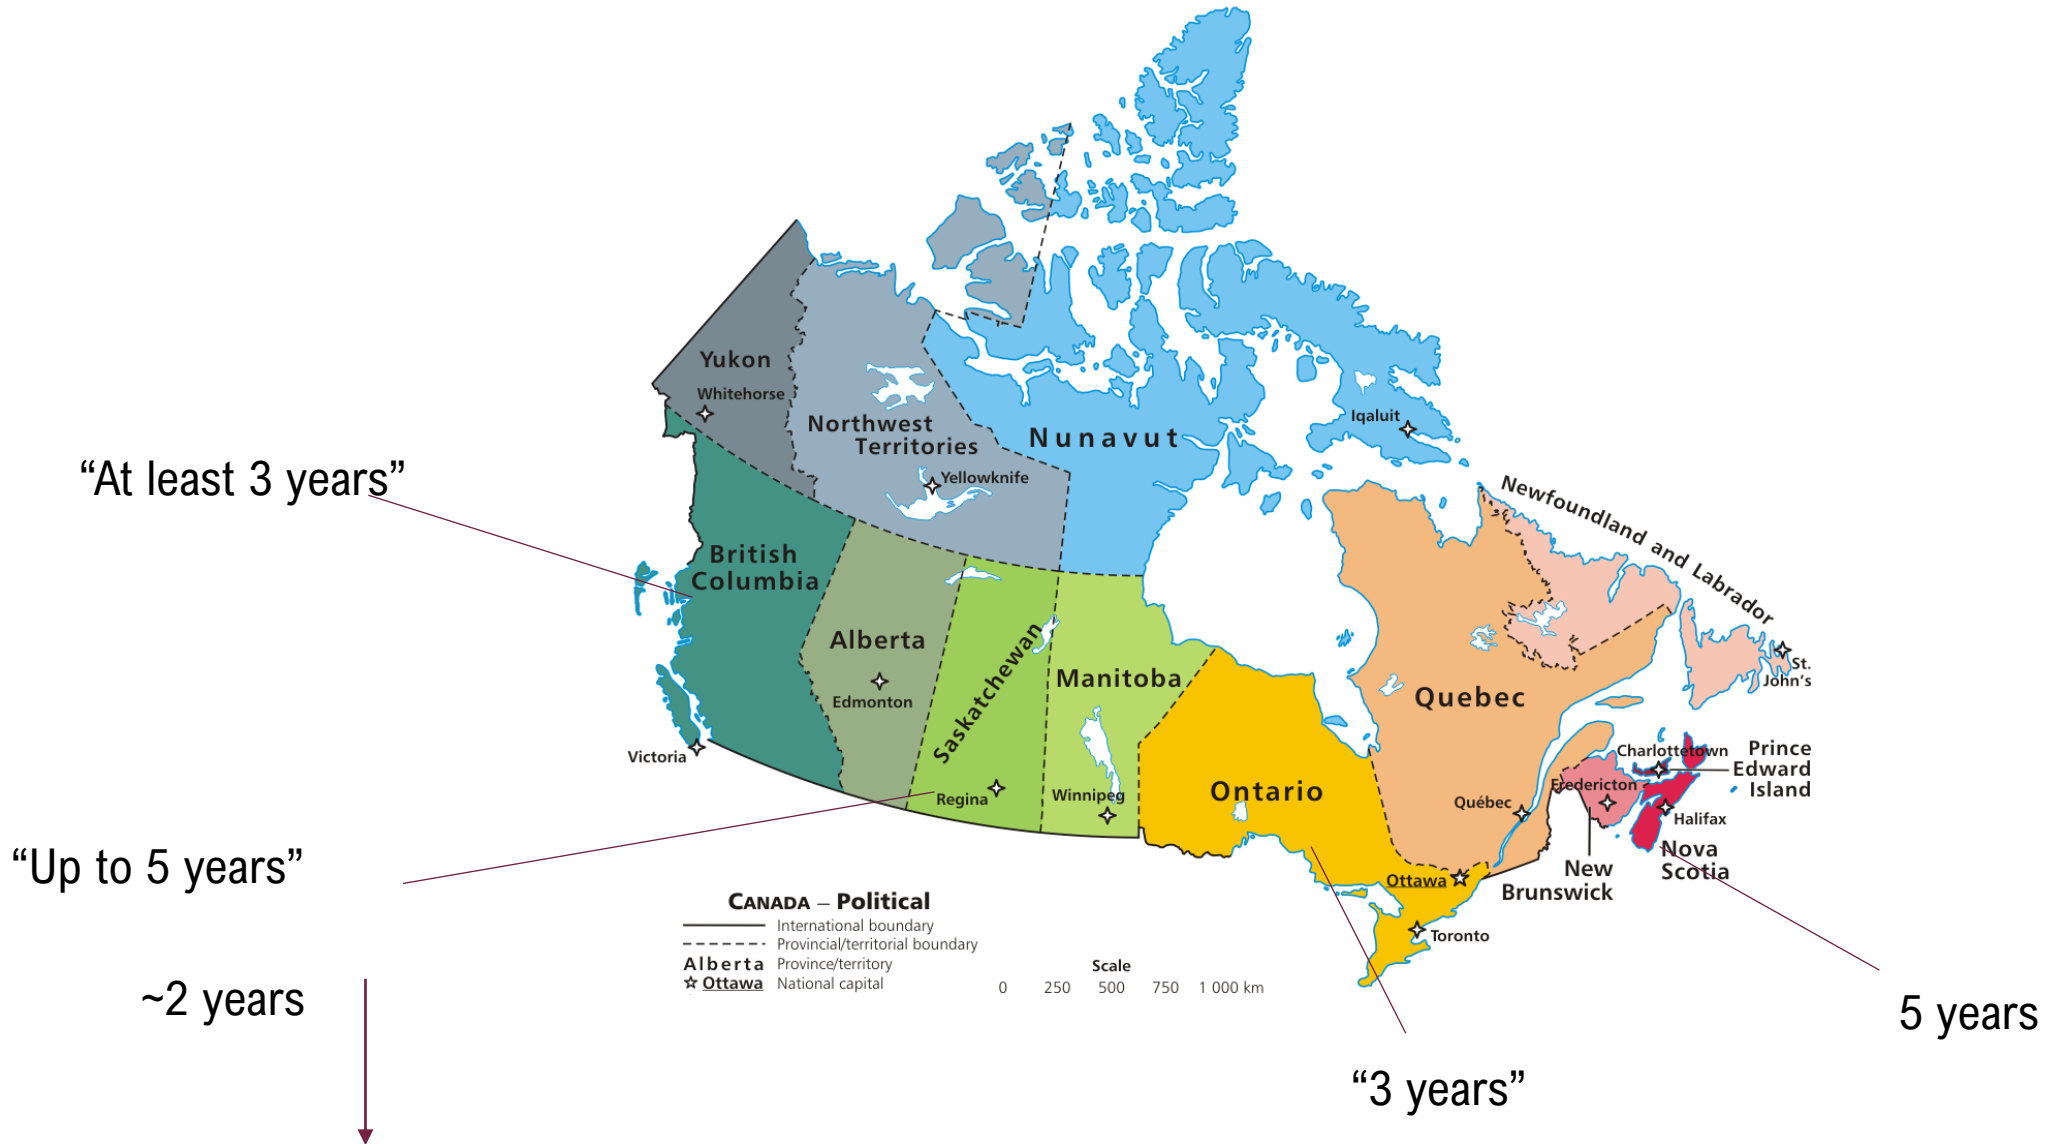 Yukon
Whitehorse
Northwest
Territories
Yellowknife
Nunavut
Iqaluit
“At least 3 years”
British
Columbia
Newfoundland and Labrador
Alberta
Edmonton
Saskatchewan
Manitoba
Quebec
St.
John’s
Victoria
Regina
Winnipeg
Ontario
Québec
Charlottetown
Prince
Edward
Island
Fredericton
Halifax
Nova
Scotia
New
Brunswick
“Up to 5 years”
Ottawa
Toronto
CANADA – Political
International boundary
Provincial/territorial boundary
Alberta Province/territory
Ottawa National capital
Scale
0 250 500 750 1 000 km
~2 years
5 years
“3 years”